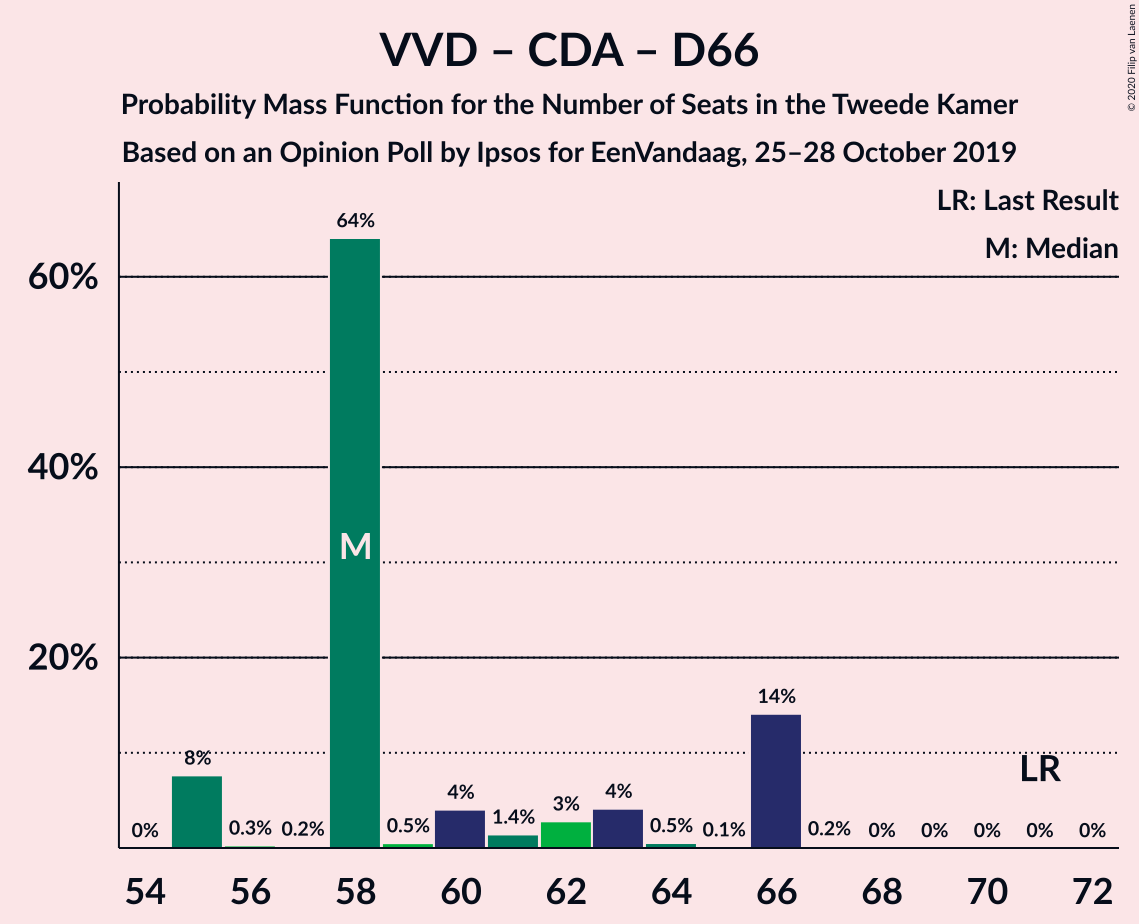 VVD – CDA – D66
Probability Mass Function for the Number of Seats in the Tweede Kamer
Based on an Opinion Poll by Ipsos for EenVandaag, 25–28 October 2019
© 2020 Filip van Laenen
LR: Last Result
M: Median
60%
40%
20%
0%
8%
0.3%
0.2%
64%
0.5%
4%
1.4%
3%
4%
0.5%
0.1%
14%
0.2%
0%
0%
0%
0%
0%
M
LR
54 56 58 60 62 64 66 68 70 72